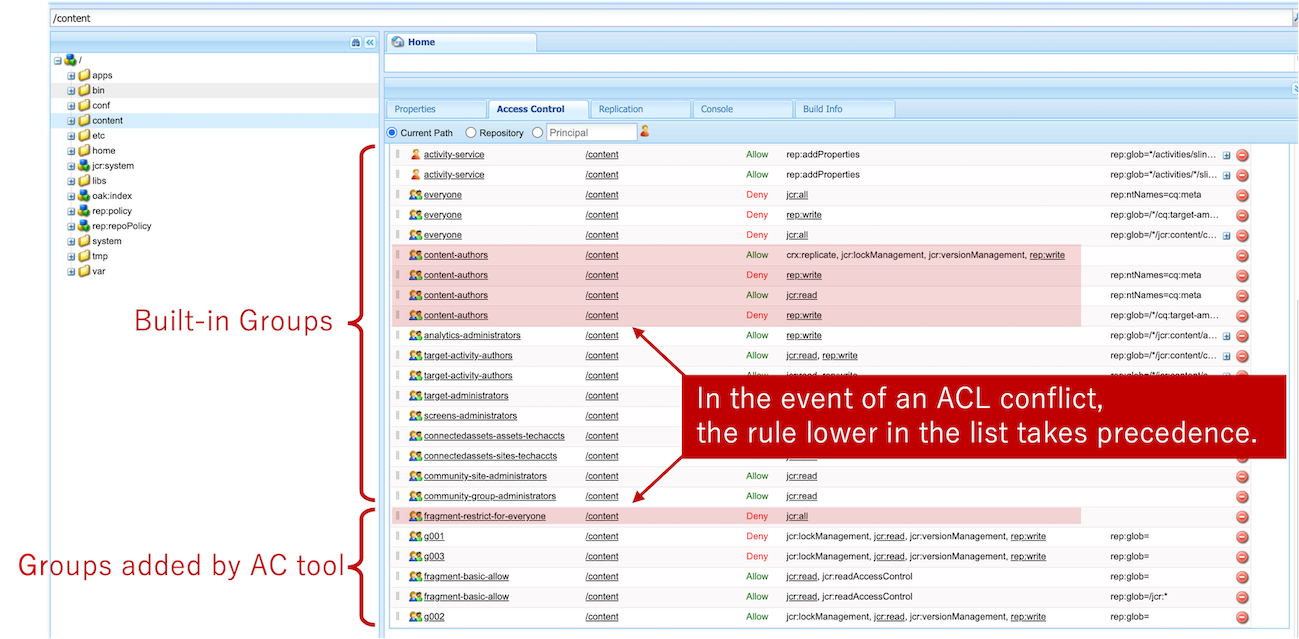 /content
Home
/
apps
bin
conf
content
etc
home
jcr:system
libs
oak:index
rep:policy
rep:repoPolicy
system
tmp
var
Properties Access Control Replication Console Build Info
Current Path Repository Principal
activity-service /content Allow rep:addProperties rep:glob=*/activities/slin...
activity-service /content Allow rep:addProperties rep:glob=*/activities/*/sli...
everyone /content Deny jcr:all rep:ntNames=cq:meta
everyone /content Deny rep:write rep:glob=/*/cq:target-am...
everyone /content Deny jcr:all rep:glob=/*/jcr:content/c...
content-authors /content Allow crx:replicate, jcr:lockManagement, jcr:versionManagement, rep:write
content-authors /content Deny rep:write rep:ntNames=cq:meta
content-authors /content Allow jcr:read rep:ntNames=cq:meta
content-authors /content Deny rep:write rep:glob=/*/cq:target-am...
analytics-administrators /content Allow rep:write rep:glob=/*/jcr:content/a...
target-activity-authors /content Allow jcr:read, rep:write rep:glob=/*/jcr:content/c...
target-activity-authors /content
target-administrators /content
screens-administrators /content
connectedassets-assets-techaccts /content
connectedassets-sites-techaccts /content
community-site-administrators /content Allow jcr:read
community-group-administrators /content Allow jcr:read
fragment-restrict-for-everyone /content Deny jcr:all
g001 /content Deny jcr:lockManagement, jcr:read, jcr:versionManagement, rep:write rep:glob=
g003 /content Deny jcr:lockManagement, jcr:read, jcr:versionManagement, rep:write rep:glob=
fragment-basic-allow /content Allow jcr:read, jcr:readAccessControl rep:glob=
fragment-basic-allow /content Allow jcr:read, jcr:readAccessControl rep:glob=/jcr:*
g002 /content Allow jcr:lockManagement, jcr:read, jcr:versionManagement, rep:write rep:glob=
Built-in Groups
In the event of an ACL conflict,
the rule lower in the list takes precedence.
Groups added by AC tool